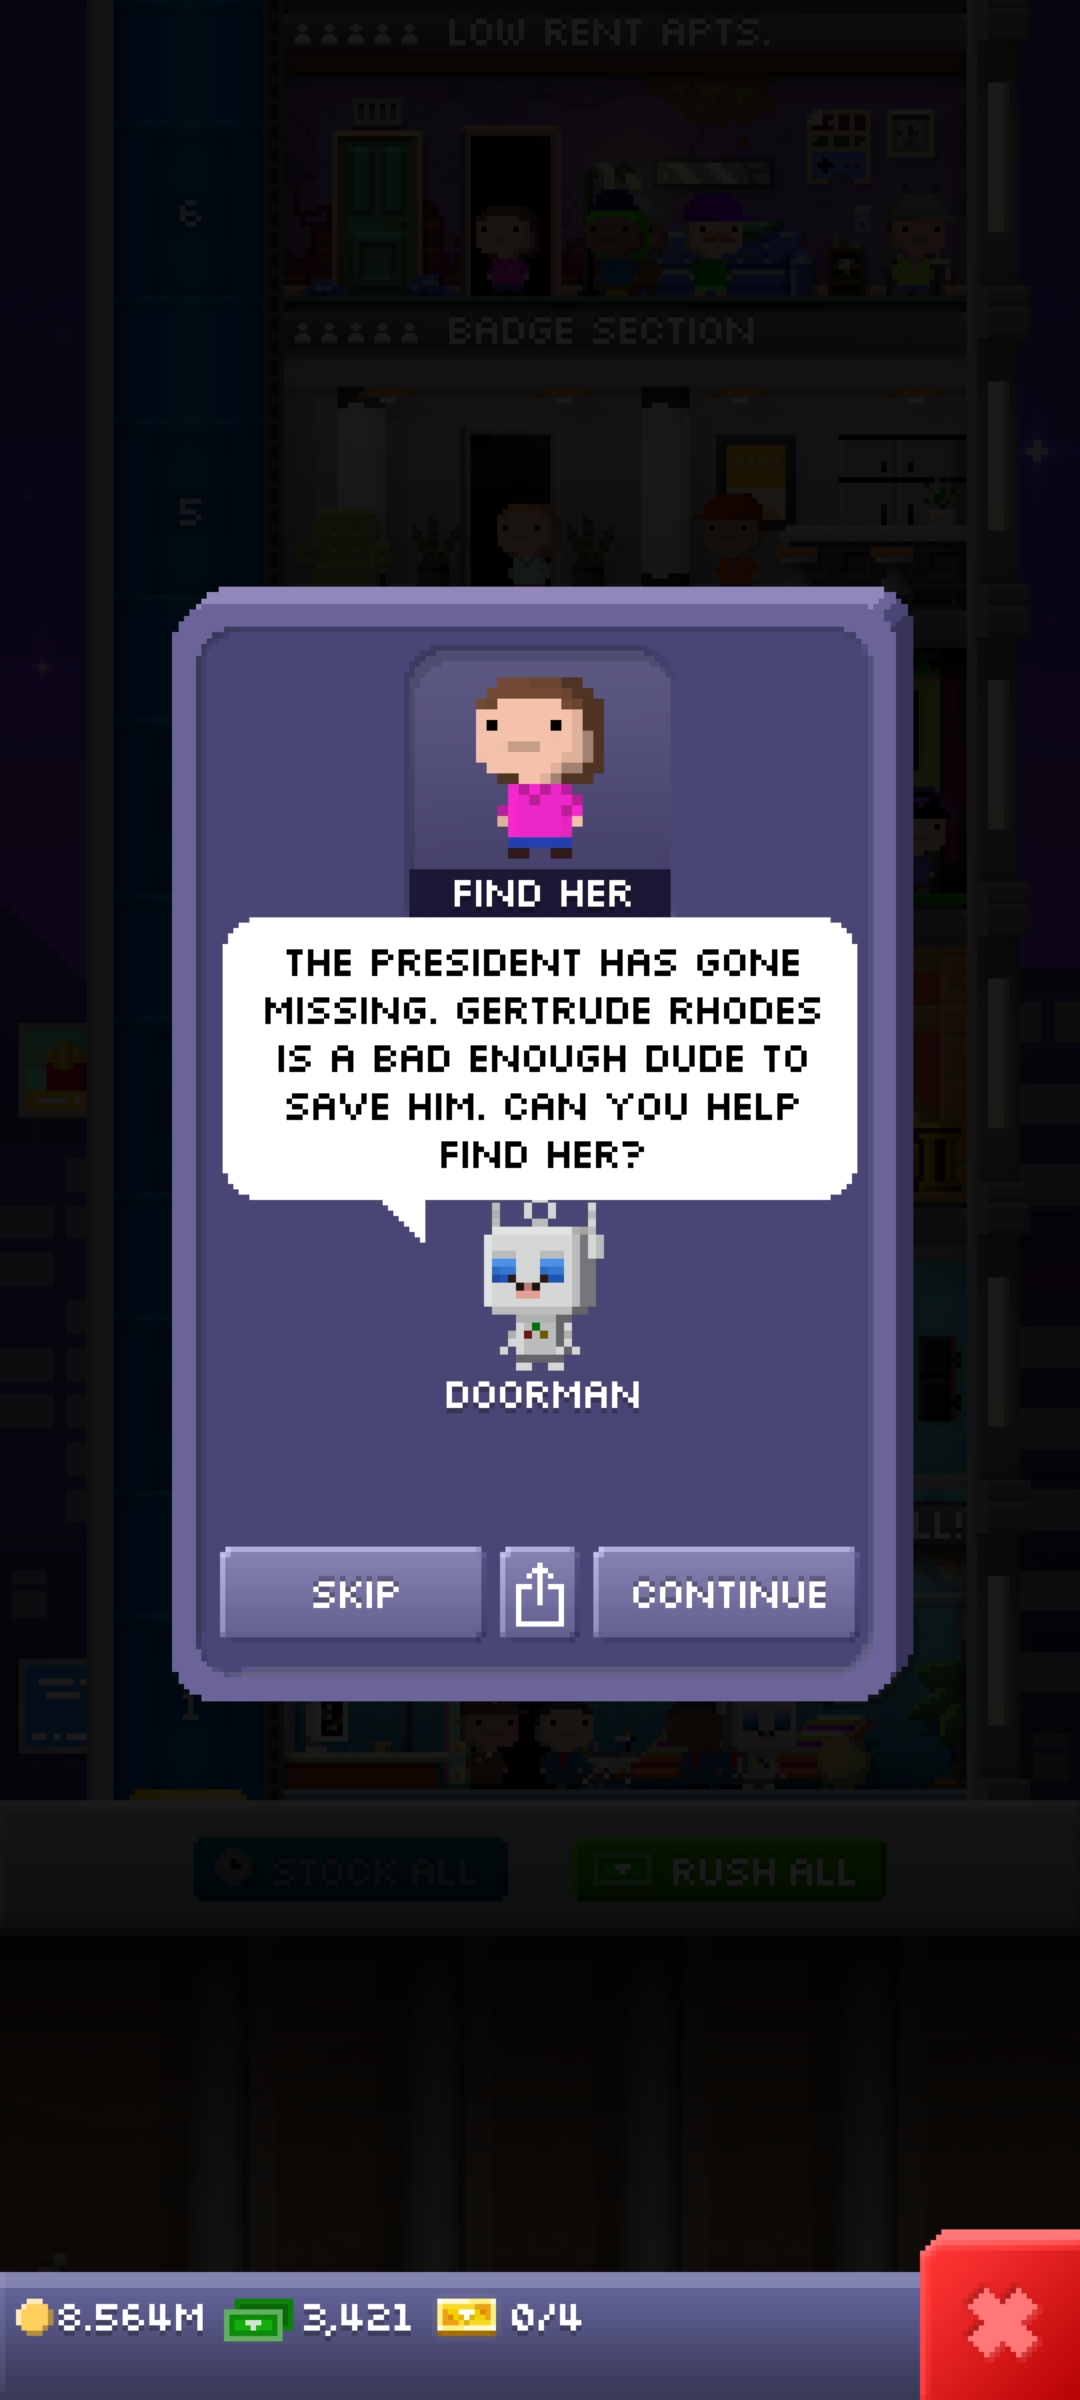 LOW RENT APTS.
6
BADGE SECTION
5
FIND HER
THE PRESIDENT HAS GONE
MISSING. GERTRUDE RHODES
IS A BAD ENOUGH DUDE TO
SAVE HIM. CAN YOU HELP
FIND HER?
DOORMAN
LL!
SKIP
CONTINUE
1
STOCK ALL
RUSH ALL
8.564M
3,421
0/4